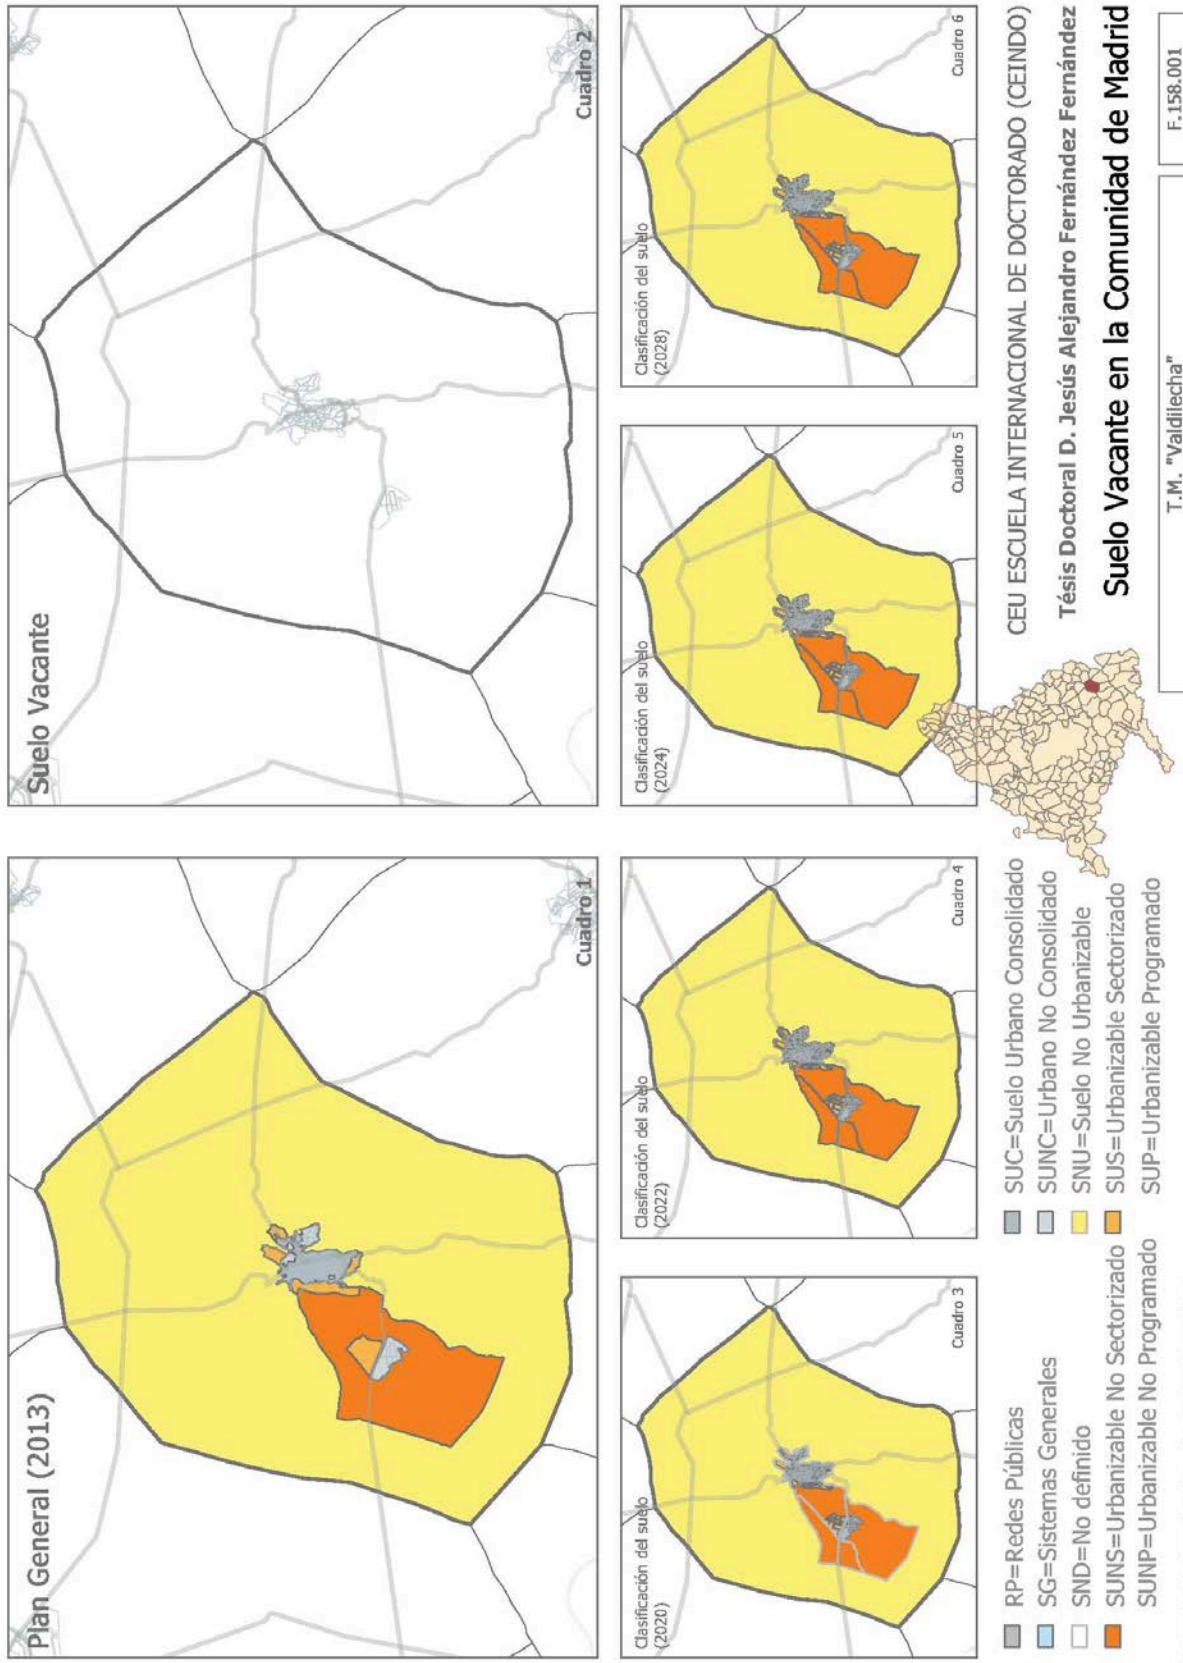 Plan General (2013)
Cuadro 1
Suelo Vacante
Cuadro 2
Clasificación del suelo
(2020)
Cuadro 3
Clasificación del suelo
(2022)
Cuadro 4
Clasificación del suelo
(2024)
Cuadro 5
Clasificación del suelo
(2028)
Cuadro 6
RP=Redes Públicas
SG=Sistemas Generales
SND=No definido
SUNS=Urbanizable No Sectorizado
SUNP=Urbanizable No Programado
SUC=Suelo Urbano Consolidado
SUNC=Urbano No Consolidado
SNU=Suelo No Urbanizable
SUS=Urbanizable Sectorizado
SUP=Urbanizable Programado
CEU ESCUELA INTERNACIONAL DE DOCTORADO (CEINDO)
Tésis Doctoral D. Jesús Alejandro Fernández Fernández
Suelo Vacante en la Comunidad de Madrid
T.M. "Valdilecha"
F.158.001